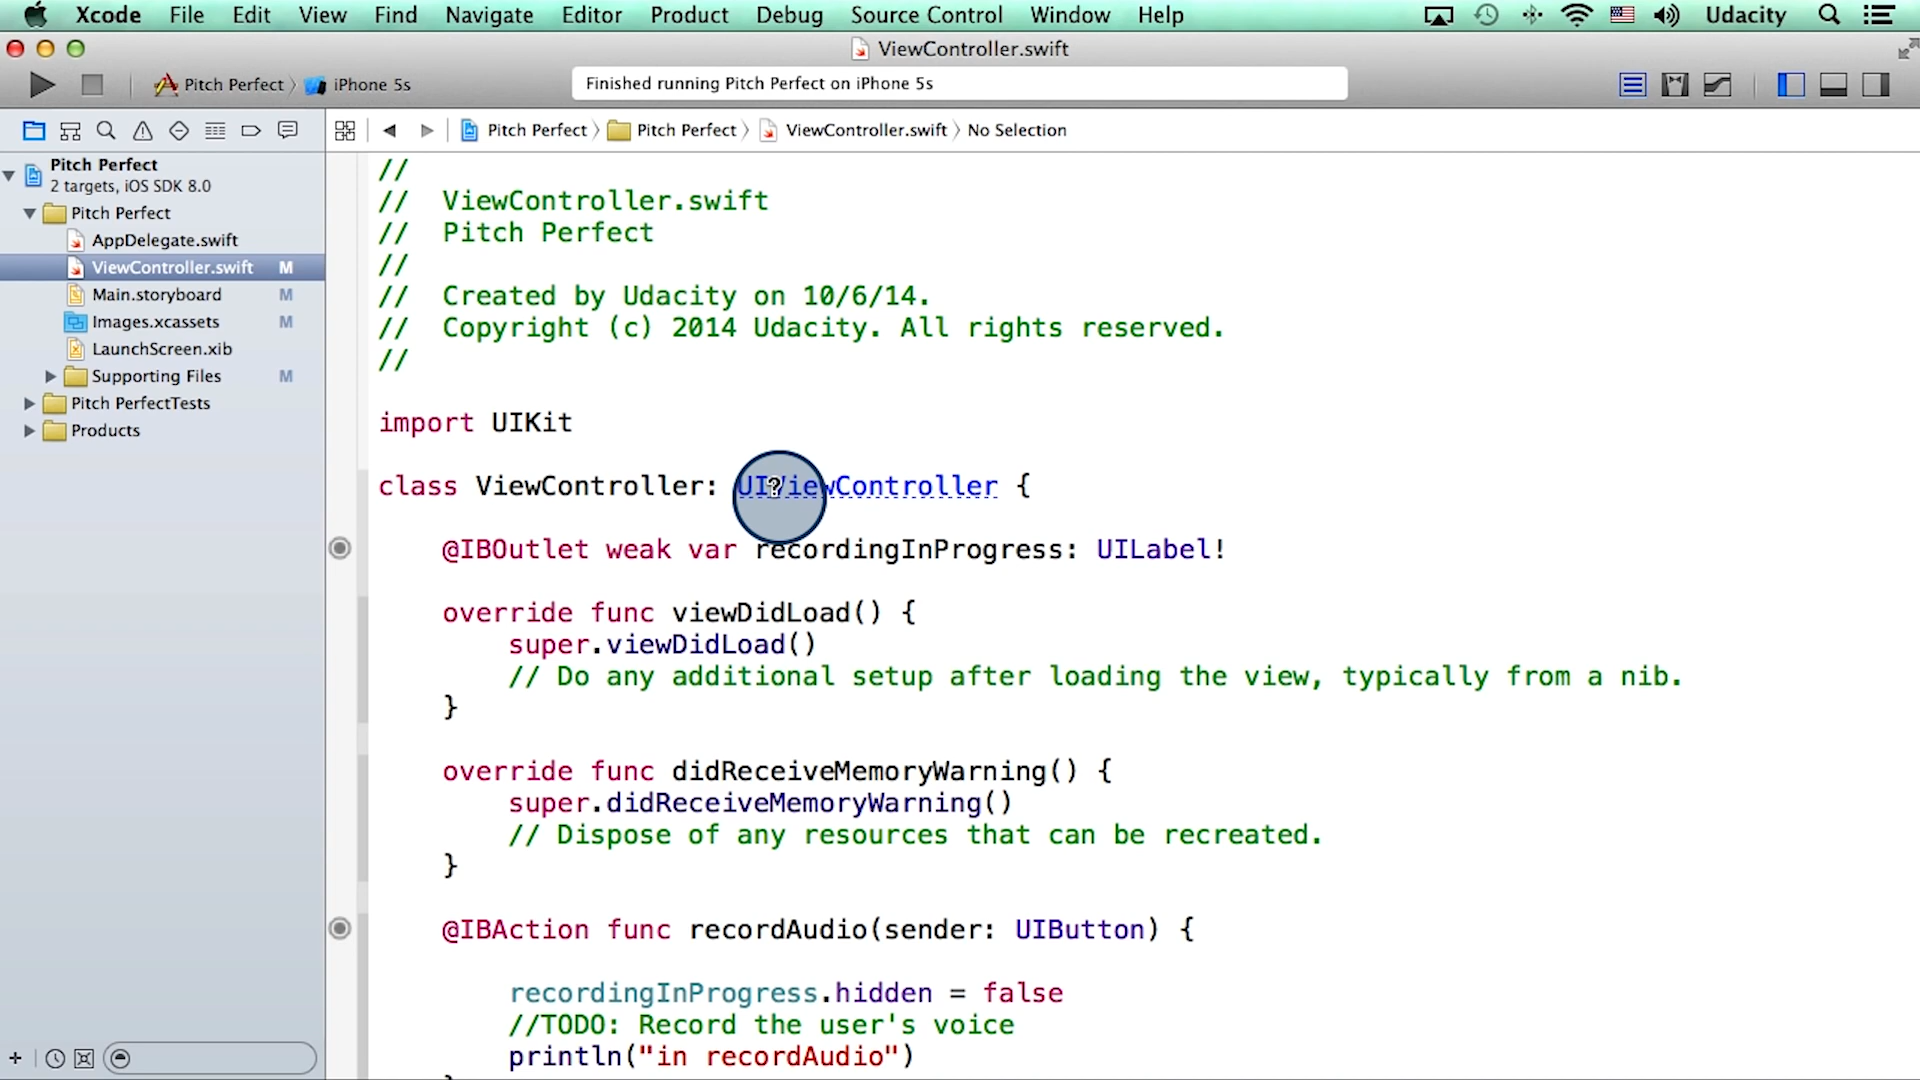 Xcode File Edit View Find Navigate Editor Product Debug Source Control Window Help Udacity
ViewController.swift
Pitch Perfect iPhone 5s
Finished running Pitch Perfect on iPhone 5s
Pitch Perfect Pitch Perfect ViewController.swift No Selection
Pitch Perfect
2 targets, iOS SDK 8.0
Pitch Perfect
AppDelegate.swift
ViewController.swift M
Main.storyboard M
Images.xcassets M
LaunchScreen.xib
Supporting Files M
Pitch PerfectTests
Products
//
// ViewController.swift
// Pitch Perfect
//
// Created by Udacity on 10/6/14.
// Copyright (c) 2014 Udacity. All rights reserved.
//
import UIKit
class ViewController: UIViewController {
@IBOutlet weak var recordingInProgress: UILabel!
override func viewDidLoad() {
super.viewDidLoad()
// Do any additional setup after loading the view, typically from a nib.
}
override func didReceiveMemoryWarning() {
super.didReceiveMemoryWarning()
// Dispose of any resources that can be recreated.
}
@IBAction func recordAudio(sender: UIButton) {
recordingInProgress.hidden = false
//TODO: Record the user's voice
println("in recordAudio")